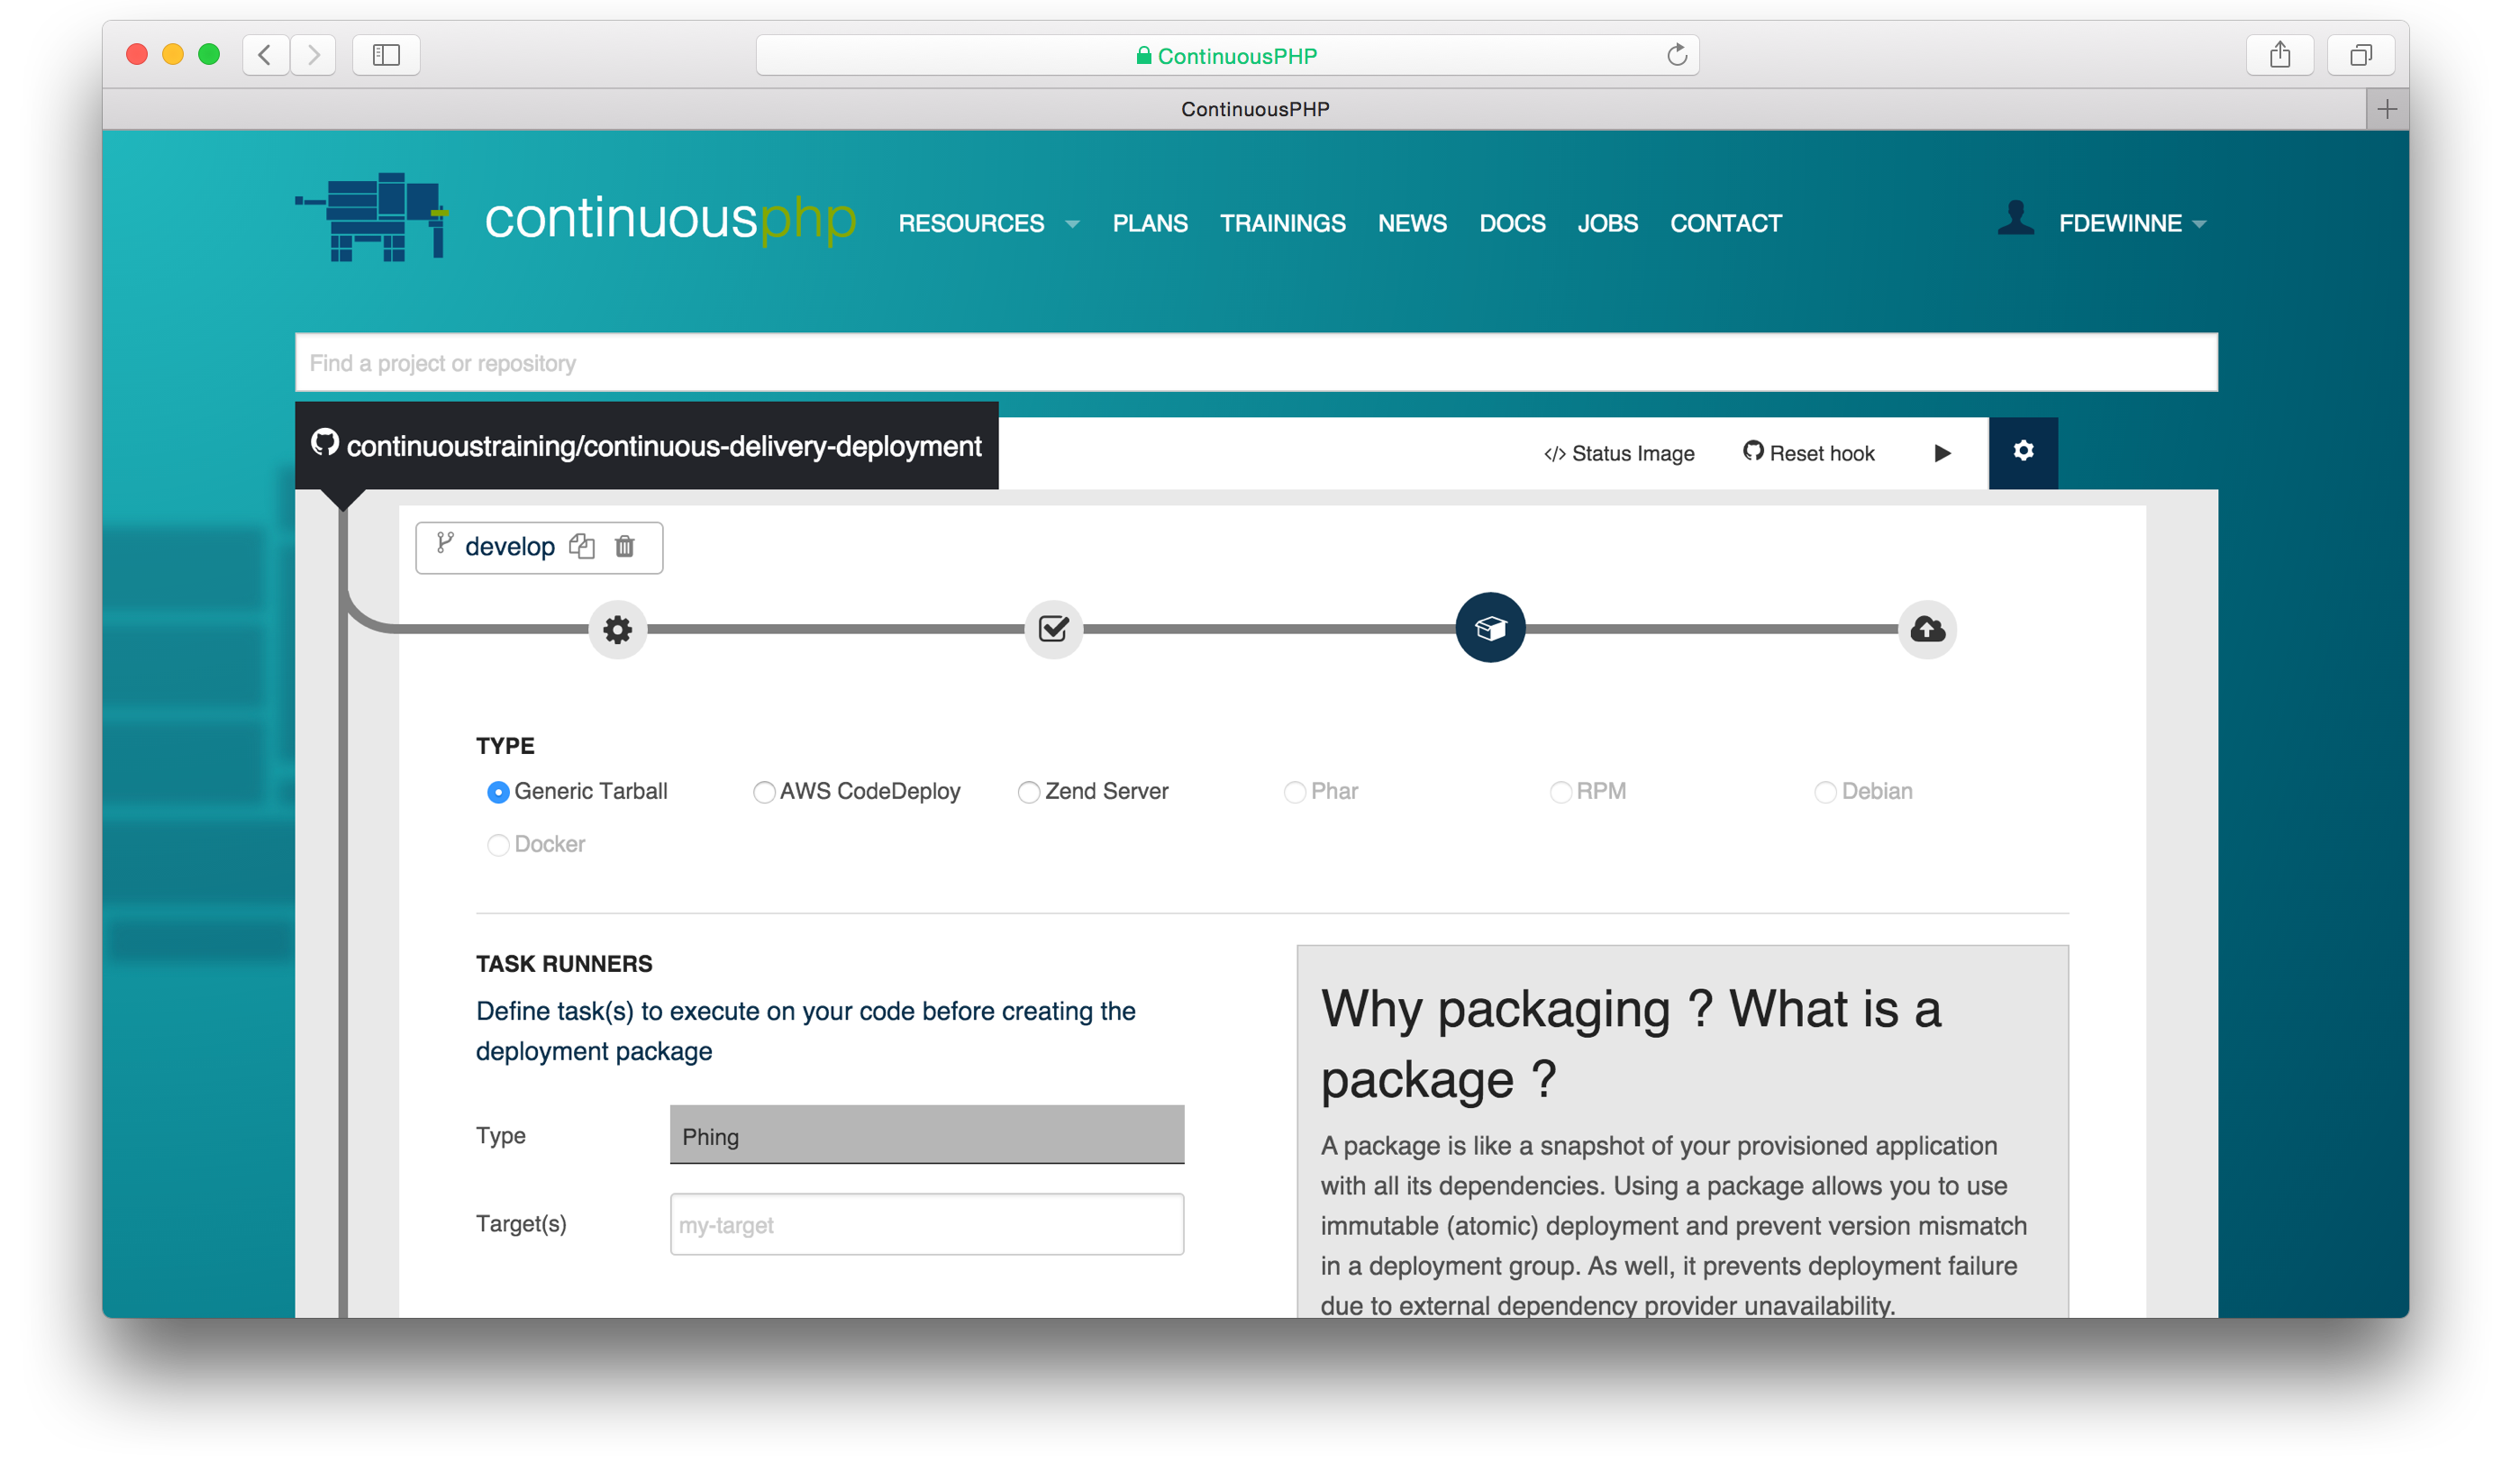 ContinuousPHP
ContinuousPHP
continuousphp
RESOURCES PLANS TRAININGS NEWS DOCS JOBS CONTACT FDEWINNE
Find a project or repository
continuoustraining/continuous-delivery-deployment
</> Status Image Reset hook
develop
TYPE
Generic Tarball AWS CodeDeploy Zend Server Phar RPM Debian
Docker
TASK RUNNERS
Define task(s) to execute on your code before creating the
deployment package
Type Phing
Target(s) my-target
Why packaging ? What is a
package ?
A package is like a snapshot of your provisioned application
with all its dependencies. Using a package allows you to use
immutable (atomic) deployment and prevent version mismatch
in a deployment group. As well, it prevents deployment failure
due to external dependency provider unavailability.